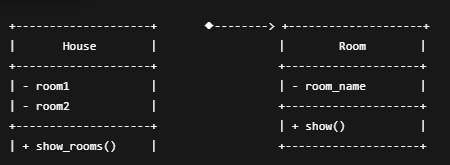 +---------------------+       ◆--------> +---------------------+
|        House        |                  |         Room        |
+---------------------+                  +---------------------+
| - room1             |                  | - room_name         |
| - room2             |                  +---------------------+
+---------------------+                  | + show()            |
| + show_rooms()      |                  +---------------------+